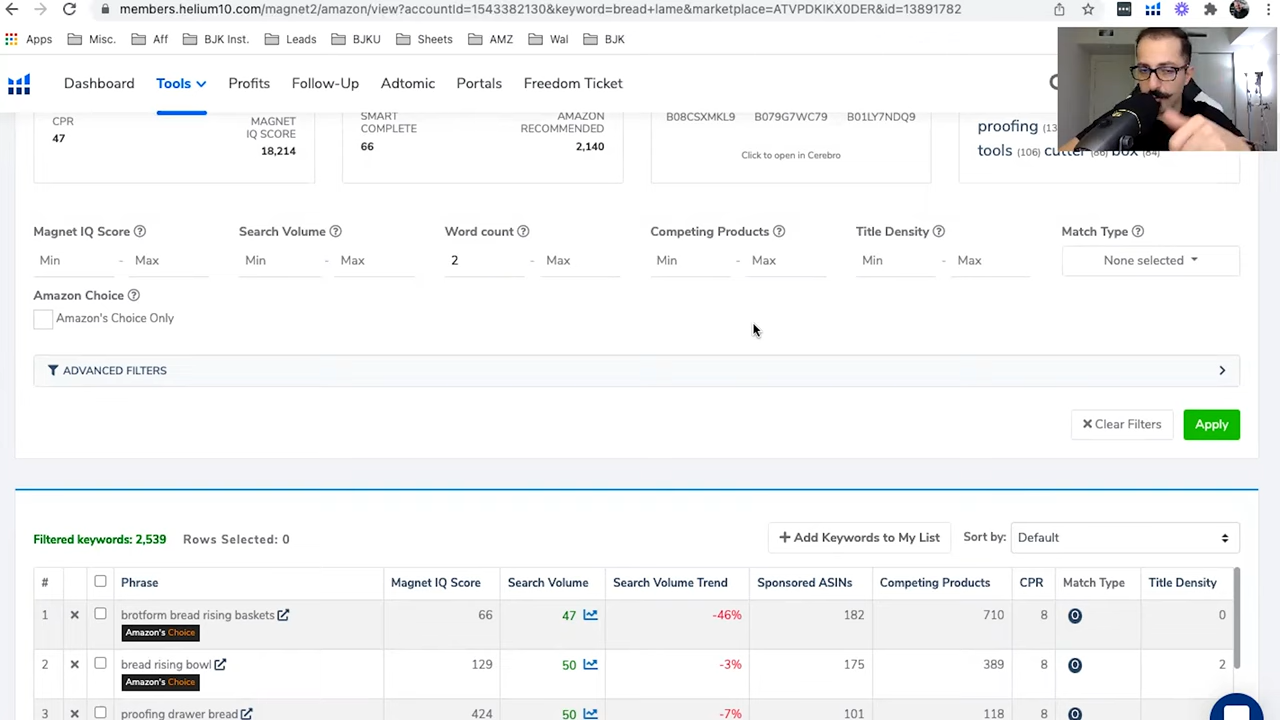 members.helium10.com/magnet2/amazon/view?accountId=1543382130&keyword=bread+lame&marketplace=ATVPDKIKX0DER&id=13891782
Apps Misc. Aff BJK Inst. Leads BJKU Sheets AMZ Wal BJK
Dashboard Tools Profits Follow-Up Adtomic Portals Freedom Ticket
CPR
47
MAGNET
IQ SCORE
18,214
SMART
COMPLETE
66
AMAZON
RECOMMENDED
2,140
B08CSXMKL9 B079G7WC79 B01LY7NDQ9
Click to open in Cerebro
proofing
tools (106) cutter (86) box (84)
Magnet IQ Score Search Volume Word count Competing Products Title Density Match Type
Min - Max Min - Max 2 - Max Min - Max Min - Max None selected
Amazon Choice
Amazon's Choice Only
ADVANCED FILTERS
Clear Filters Apply
Filtered keywords: 2,539 Rows Selected: 0 + Add Keywords to My List Sort by: Default
# Phrase Magnet IQ Score Search Volume Search Volume Trend Sponsored ASINs Competing Products CPR Match Type Title Density
1 brotform bread rising baskets 66 47 -46% 182 710 8 O 0
Amazon's Choice
2 bread rising bowl 129 50 -3% 175 389 8 O 2
Amazon's Choice
3 proofing drawer bread 424 50 -7% 101 118 8 O